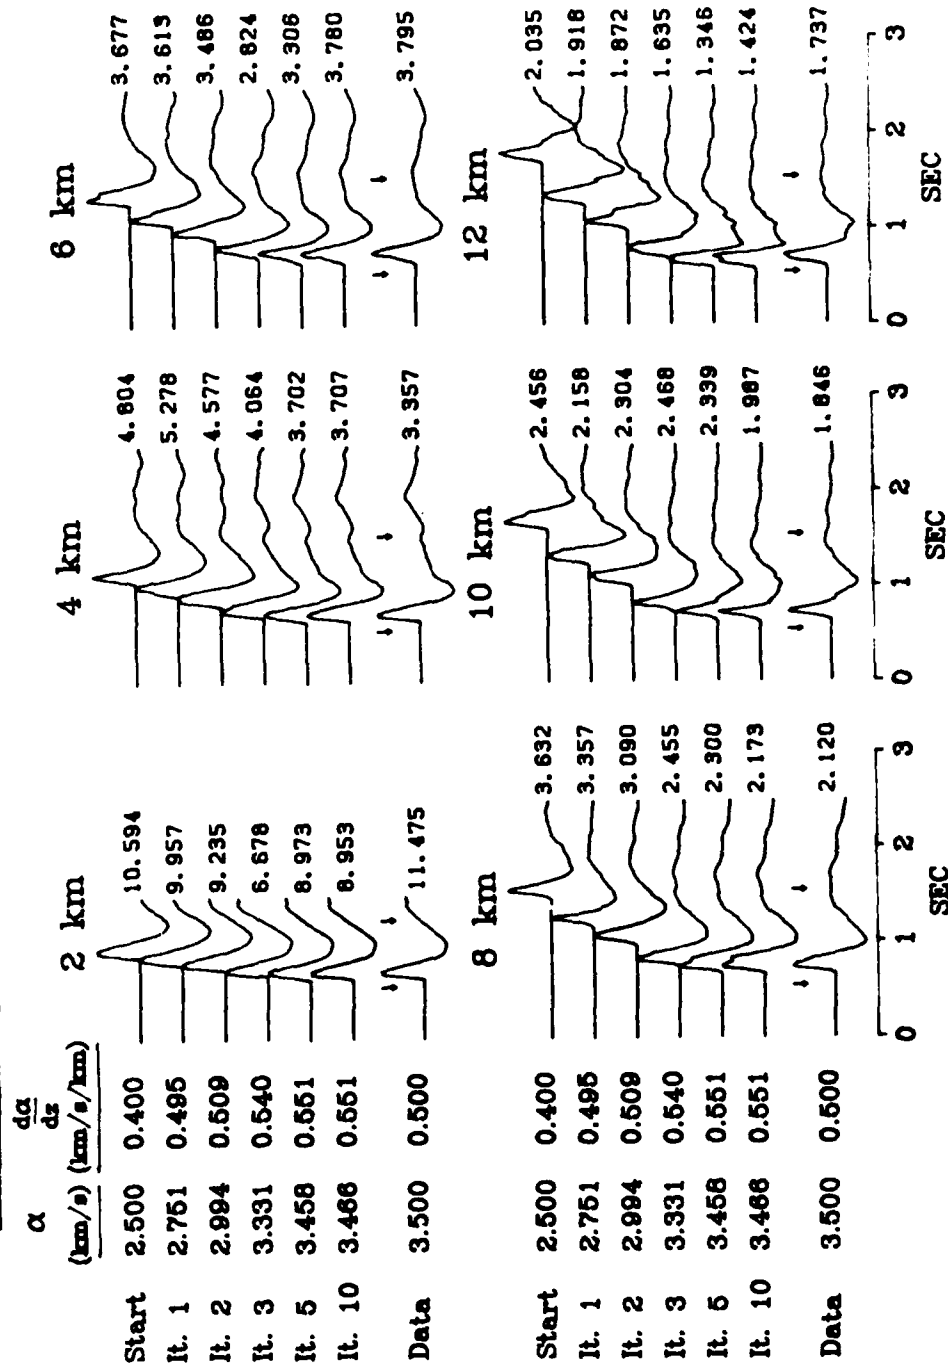 α dα/dz 2 km 4 km 6 km
(km/s) (km/s/km)
Start 2.500 0.400 10.594 4.804 3.677
It. 1 2.751 0.495 9.957 5.278 3.613
It. 2 2.994 0.509 9.235 4.577 3.486
It. 3 3.331 0.540 6.678 4.064 2.824
It. 5 3.458 0.551 8.973 3.702 3.306
It. 10 3.466 0.551 8.953 3.707 3.780
Data 3.500 0.500 11.475 3.357 3.795
8 km 10 km 12 km
Start 2.500 0.400 3.632 2.456 2.035
It. 1 2.751 0.495 3.357 2.158 1.918
It. 2 2.994 0.509 3.090 2.304 1.872
It. 3 3.331 0.540 2.455 2.468 1.635
It. 5 3.458 0.551 2.300 2.339 1.346
It. 10 3.466 0.551 2.173 1.987 1.424
Data 3.500 0.500 2.120 1.846 1.737
0 1 2 3 0 1 2 3 0 1 2 3
SEC SEC SEC